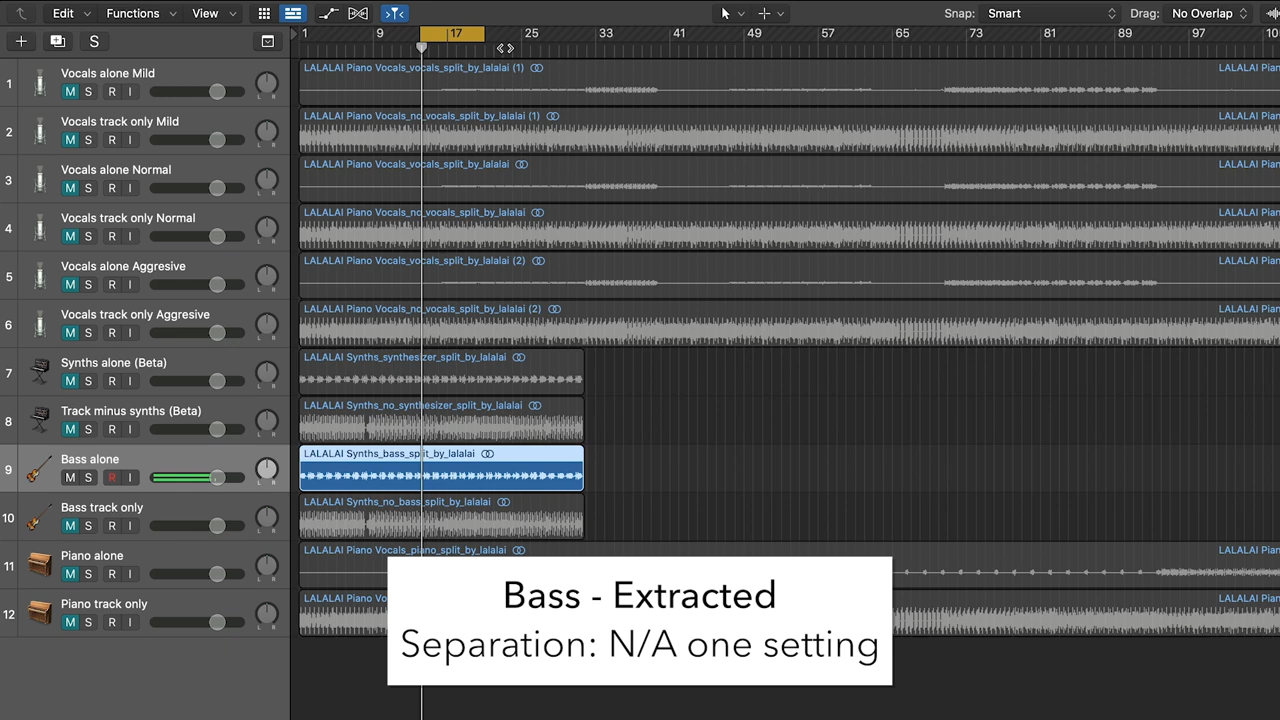 Edit Functions View Snap: Smart Drag: No Overlap
S 1 9 17 25 33 41 49 57 65 73 81 89 97
1 Vocals alone Mild LALALAI Piano Vocals_vocals_split_by_lalalai (1) LALALAI Pian
M S R I L R
2 Vocals track only Mild LALALAI Piano Vocals_no_vocals_split_by_lalalai (1) LALALAI Pian
M S R I L R
3 Vocals alone Normal LALALAI Piano Vocals_vocals_split_by_lalalai LALALAI Pian
M S R I L R
4 Vocals track only Normal LALALAI Piano Vocals_no_vocals_split_by_lalalai LALALAI Pian
M S R I L R
5 Vocals alone Aggresive LALALAI Piano Vocals_vocals_split_by_lalalai (2) LALALAI Pian
M S R I L R
6 Vocals track only Aggresive LALALAI Piano Vocals_no_vocals_split_by_lalalai (2) LALALAI Pian
M S R I L R
7 Synths alone (Beta) LALALAI Synths_synthesizer_split_by_lalalai
M S R I L R
8 Track minus synths (Beta) LALALAI Synths_no_synthesizer_split_by_lalalai
M S R I L R
9 Bass alone LALALAI Synths_bass_split_by_lalalai
M S R I L R
10 Bass track only LALALAI Synths_no_bass_split_by_lalalai
M S R I L R
11 Piano alone LALALAI Piano Vocals_piano_split_by_lalalai LALALAI Pian
M S R I L R
12 Piano track only LALALAI Piano Vo LALALAI Pian
M S R I L R
Bass - Extracted
Separation: N/A one setting